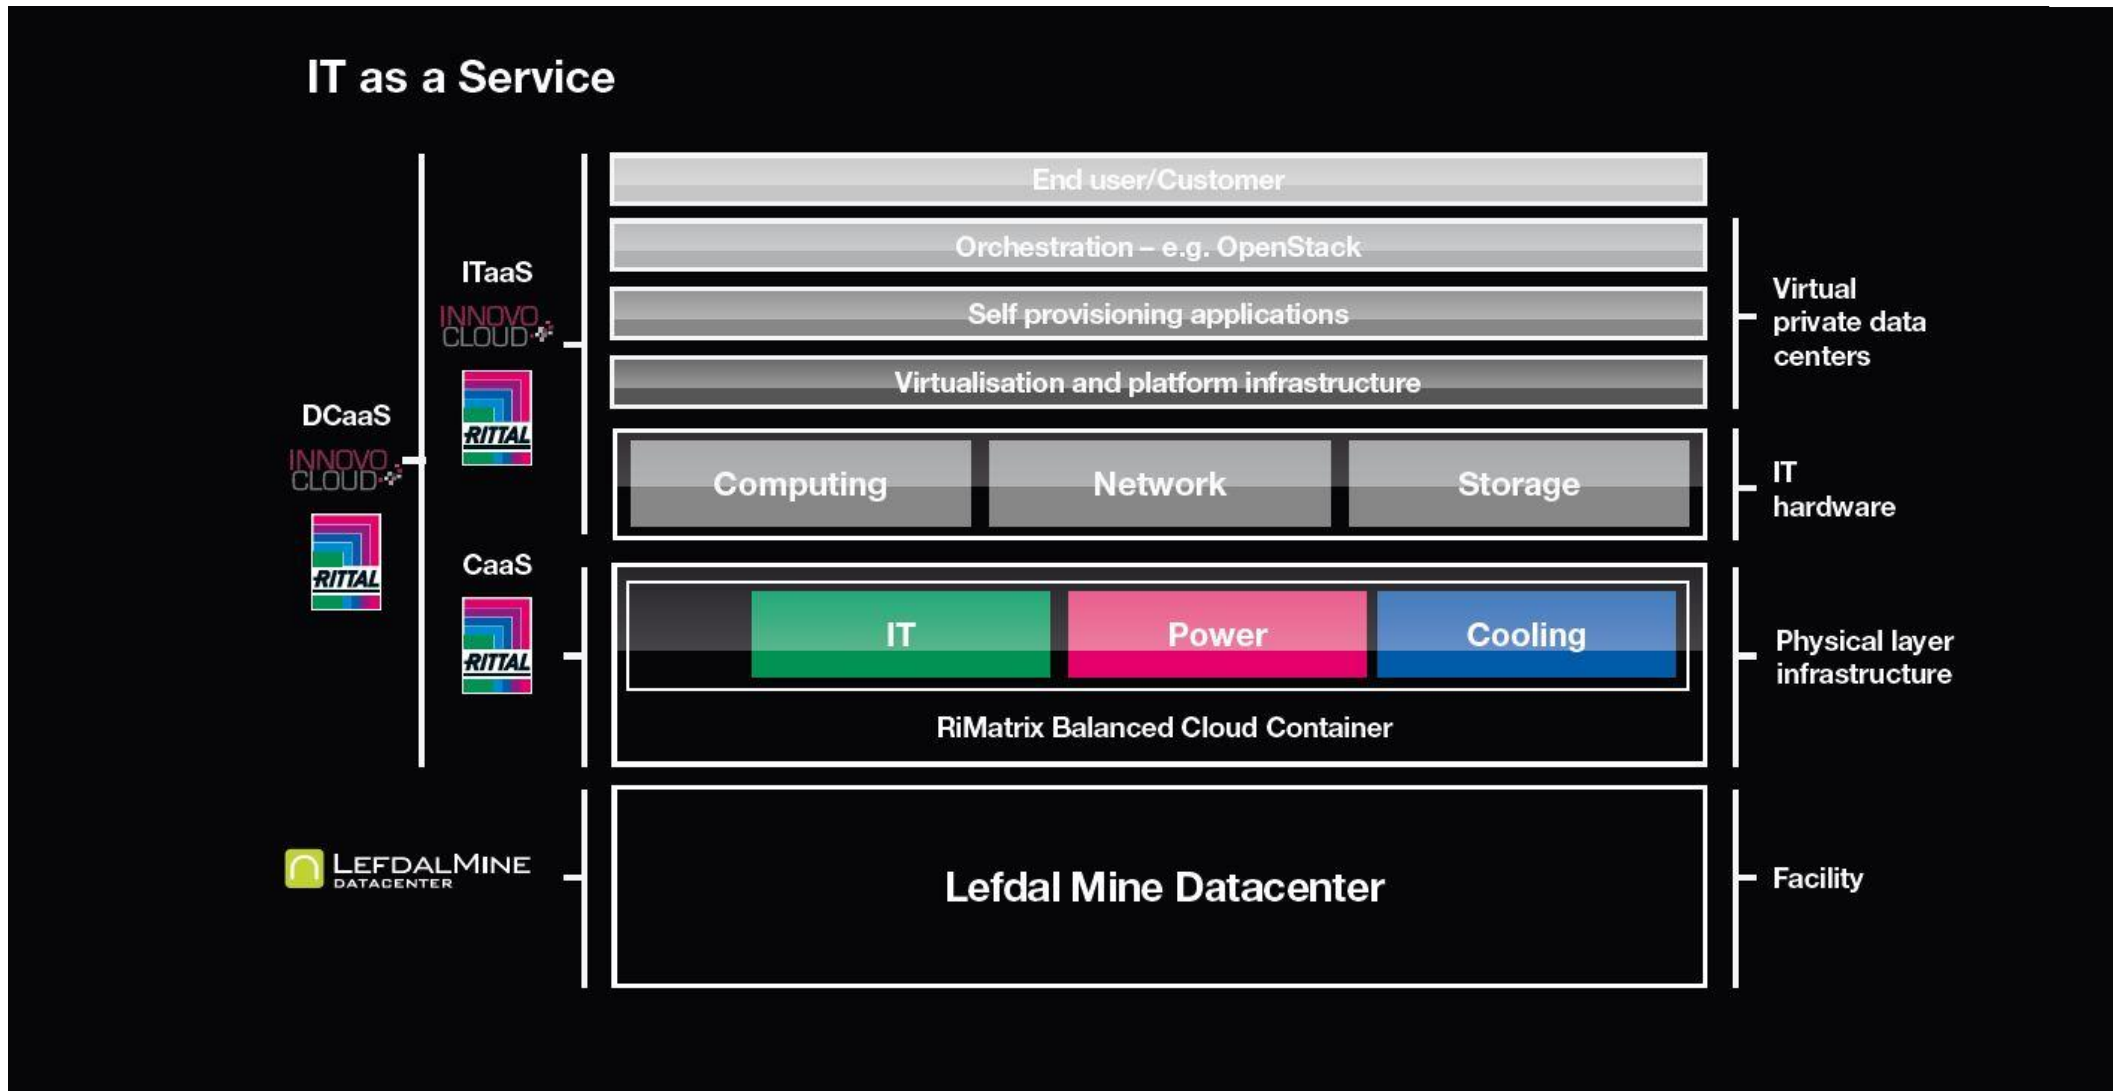 IT as a Service
End user/Customer
Orchestration – e.g. OpenStack
Self provisioning applications
Virtualisation and platform infrastructure
Virtual
private data
centers
ITaaS
INNOVO
CLOUD
RITTAL
DCaaS
INNOVO
CLOUD
RITTAL
Computing
Network
Storage
IT
hardware
CaaS
RITTAL
IT
Power
Cooling
RiMatrix Balanced Cloud Container
Physical layer
infrastructure
LEFDALMINE
DATACENTER
Lefdal Mine Datacenter
Facility